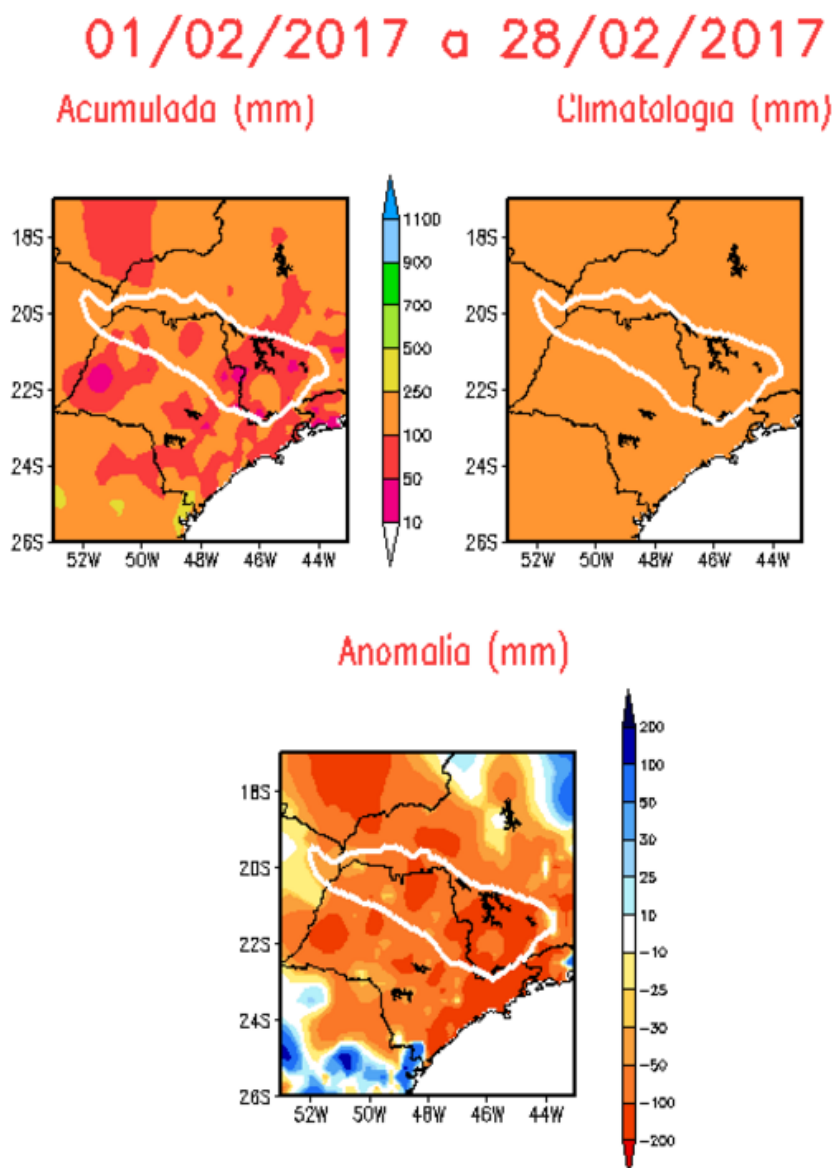 01/02/2017 a 28/02/2017
Acumulada (mm)
Climatologia (mm)
18S
20S
22S
24S
26S
52W 50W 48W 46W 44W
1100
900
700
500
250
100
50
10
18S
20S
22S
24S
26S
52W 50W 48W 46W 44W
Anomalia (mm)
18S
20S
22S
24S
26S
52W 50W 48W 46W 44W
200
100
50
30
25
10
-10
-25
-30
-50
-100
-200